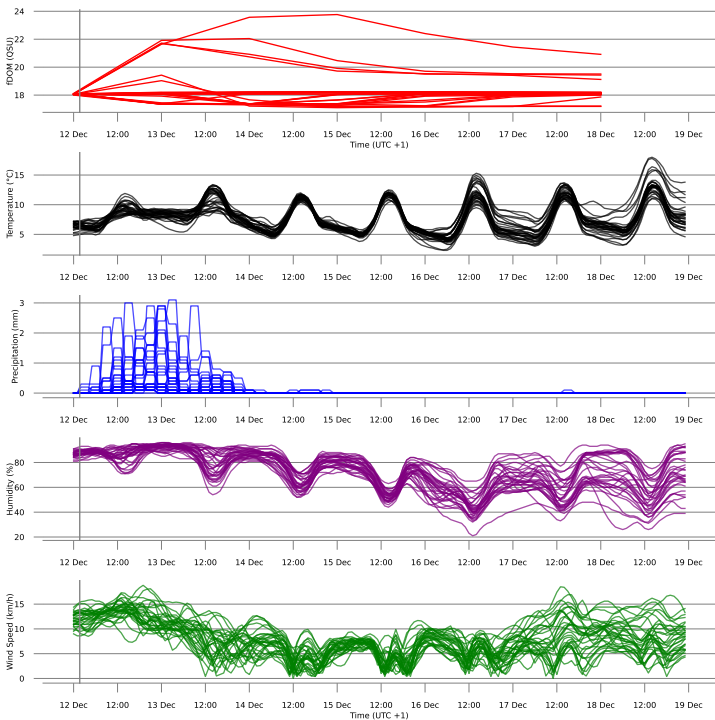 24
22
20
18
fDOM (QSU)
12 Dec 12:00 13 Dec 12:00 14 Dec 12:00 15 Dec 12:00 16 Dec 12:00 17 Dec 12:00 18 Dec 12:00 19 Dec
Time (UTC +1)
15
10
5
Temperature (°C)
12 Dec 12:00 13 Dec 12:00 14 Dec 12:00 15 Dec 12:00 16 Dec 12:00 17 Dec 12:00 18 Dec 12:00 19 Dec
3
2
1
0
Precipitation (mm)
12 Dec 12:00 13 Dec 12:00 14 Dec 12:00 15 Dec 12:00 16 Dec 12:00 17 Dec 12:00 18 Dec 12:00 19 Dec
80
60
40
20
Humidity (%)
12 Dec 12:00 13 Dec 12:00 14 Dec 12:00 15 Dec 12:00 16 Dec 12:00 17 Dec 12:00 18 Dec 12:00 19 Dec
15
10
5
0
Wind Speed (km/h)
12 Dec 12:00 13 Dec 12:00 14 Dec 12:00 15 Dec 12:00 16 Dec 12:00 17 Dec 12:00 18 Dec 12:00 19 Dec
Time (UTC +1)